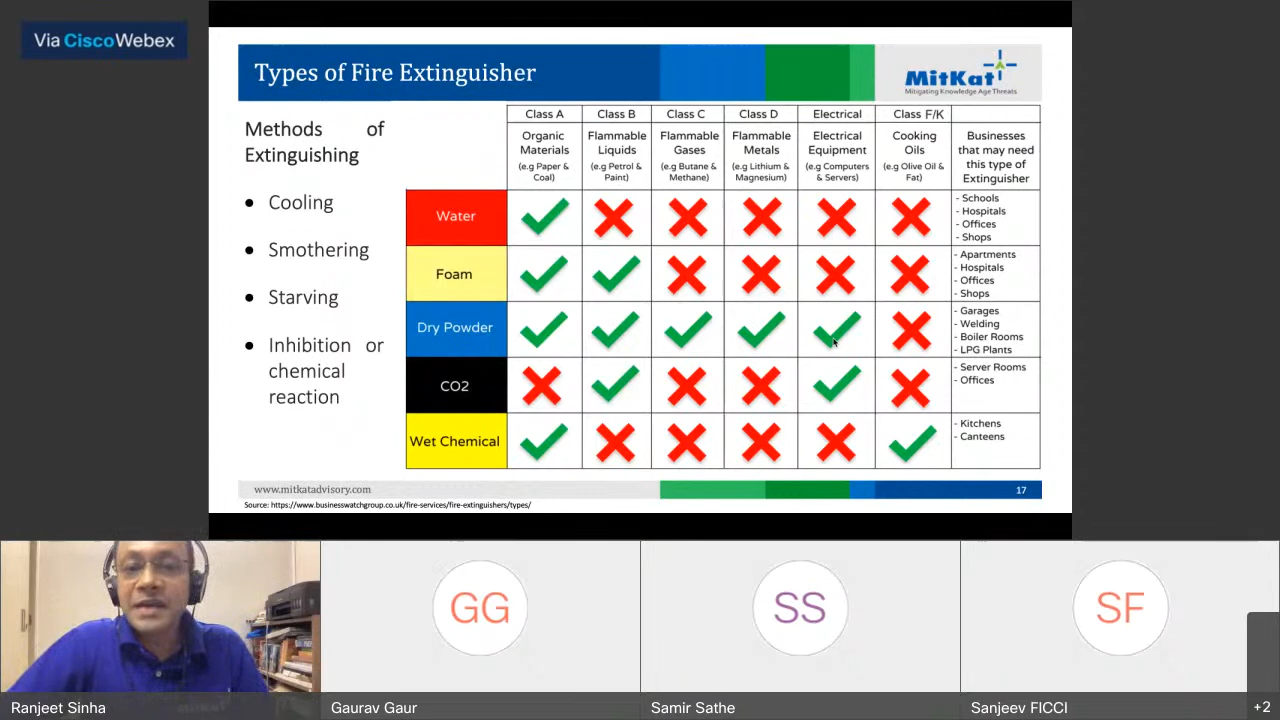 Via CiscoWebex
Types of Fire Extinguisher
MitKat
Mitigating Knowledge Age Threats
Methods of
Extinguishing
• Cooling
• Smothering
• Starving
• Inhibition or
chemical
reaction
Class A
Class B
Class C
Class D
Electrical
Class F/K
Organic
Materials
(e.g Paper &
Coal)
Flammable
Liquids
(e.g Petrol &
Paint)
Flammable
Gases
(e.g Butane &
Methane)
Flammable
Metals
(e.g Lithium &
Magnesium)
Electrical
Equipment
(e.g Computers
& Servers)
Cooking
Oils
(e.g Olive Oil &
Fat)
Businesses
that may need
this type of
Extinguisher
Water
- Schools
- Hospitals
- Offices
- Shops
Foam
- Apartments
- Hospitals
- Offices
- Shops
Dry Powder
- Garages
- Welding
- Boiler Rooms
- LPG Plants
CO2
- Server Rooms
- Offices
Wet Chemical
- Kitchens
- Canteens
www.mitkatadvisory.com
17
Source: https://www.businesswatchgroup.co.uk/fire-services/fire-extinguishers/types/
GG
SS
SF
Ranjeet Sinha
Gaurav Gaur
Samir Sathe
Sanjeev FICCI
+2